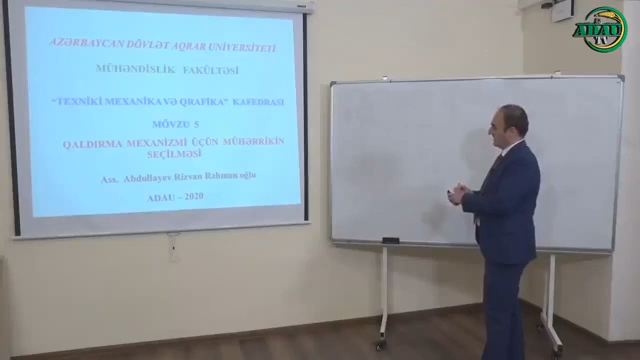 AZƏRBAYCAN DÖVLƏT AQRAR UNİVERSİTETİ
MÜHƏNDİSLİK FAKÜLTƏSİ
“TEXNİKİ MEXANİKA VƏ QRAFİKA” KAFEDRASI
MÖVZU 5
QALDIRMA MEXANİZMİ ÜÇÜN MÜHƏRRİKİN
SEÇİLMƏSİ
Ass. Abdullayev Rizvan Rəhman oğlu
ADAU – 2020
ADAU
TV